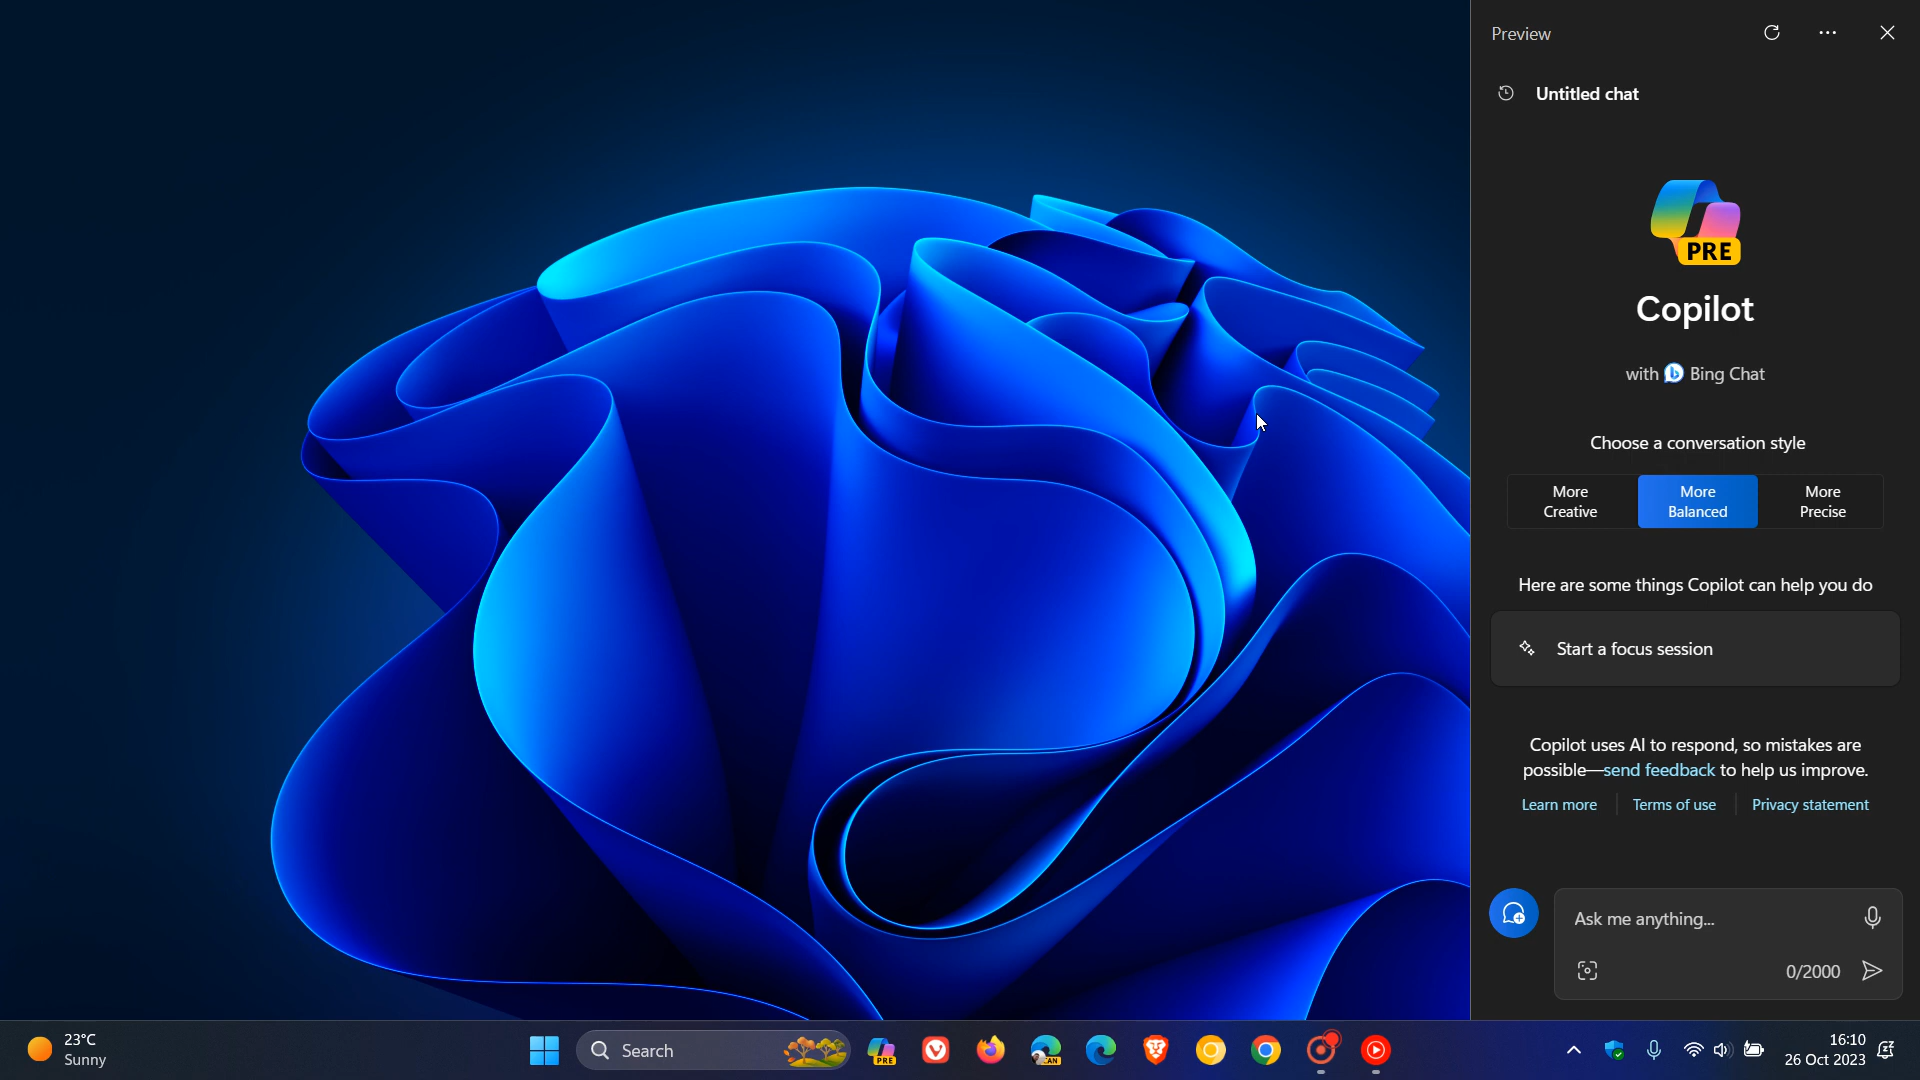 Preview
Untitled chat
PRE
Copilot
with Bing Chat
Choose a conversation style
More
Creative
More
Balanced
More
Precise
Here are some things Copilot can help you do
Start a focus session
Copilot uses AI to respond, so mistakes are
possible—send feedback to help us improve.
Learn more
Terms of use
Privacy statement
Ask me anything...
0/2000
23°C
Sunny
Search
PRE
CAN
16:10
26 Oct 2023